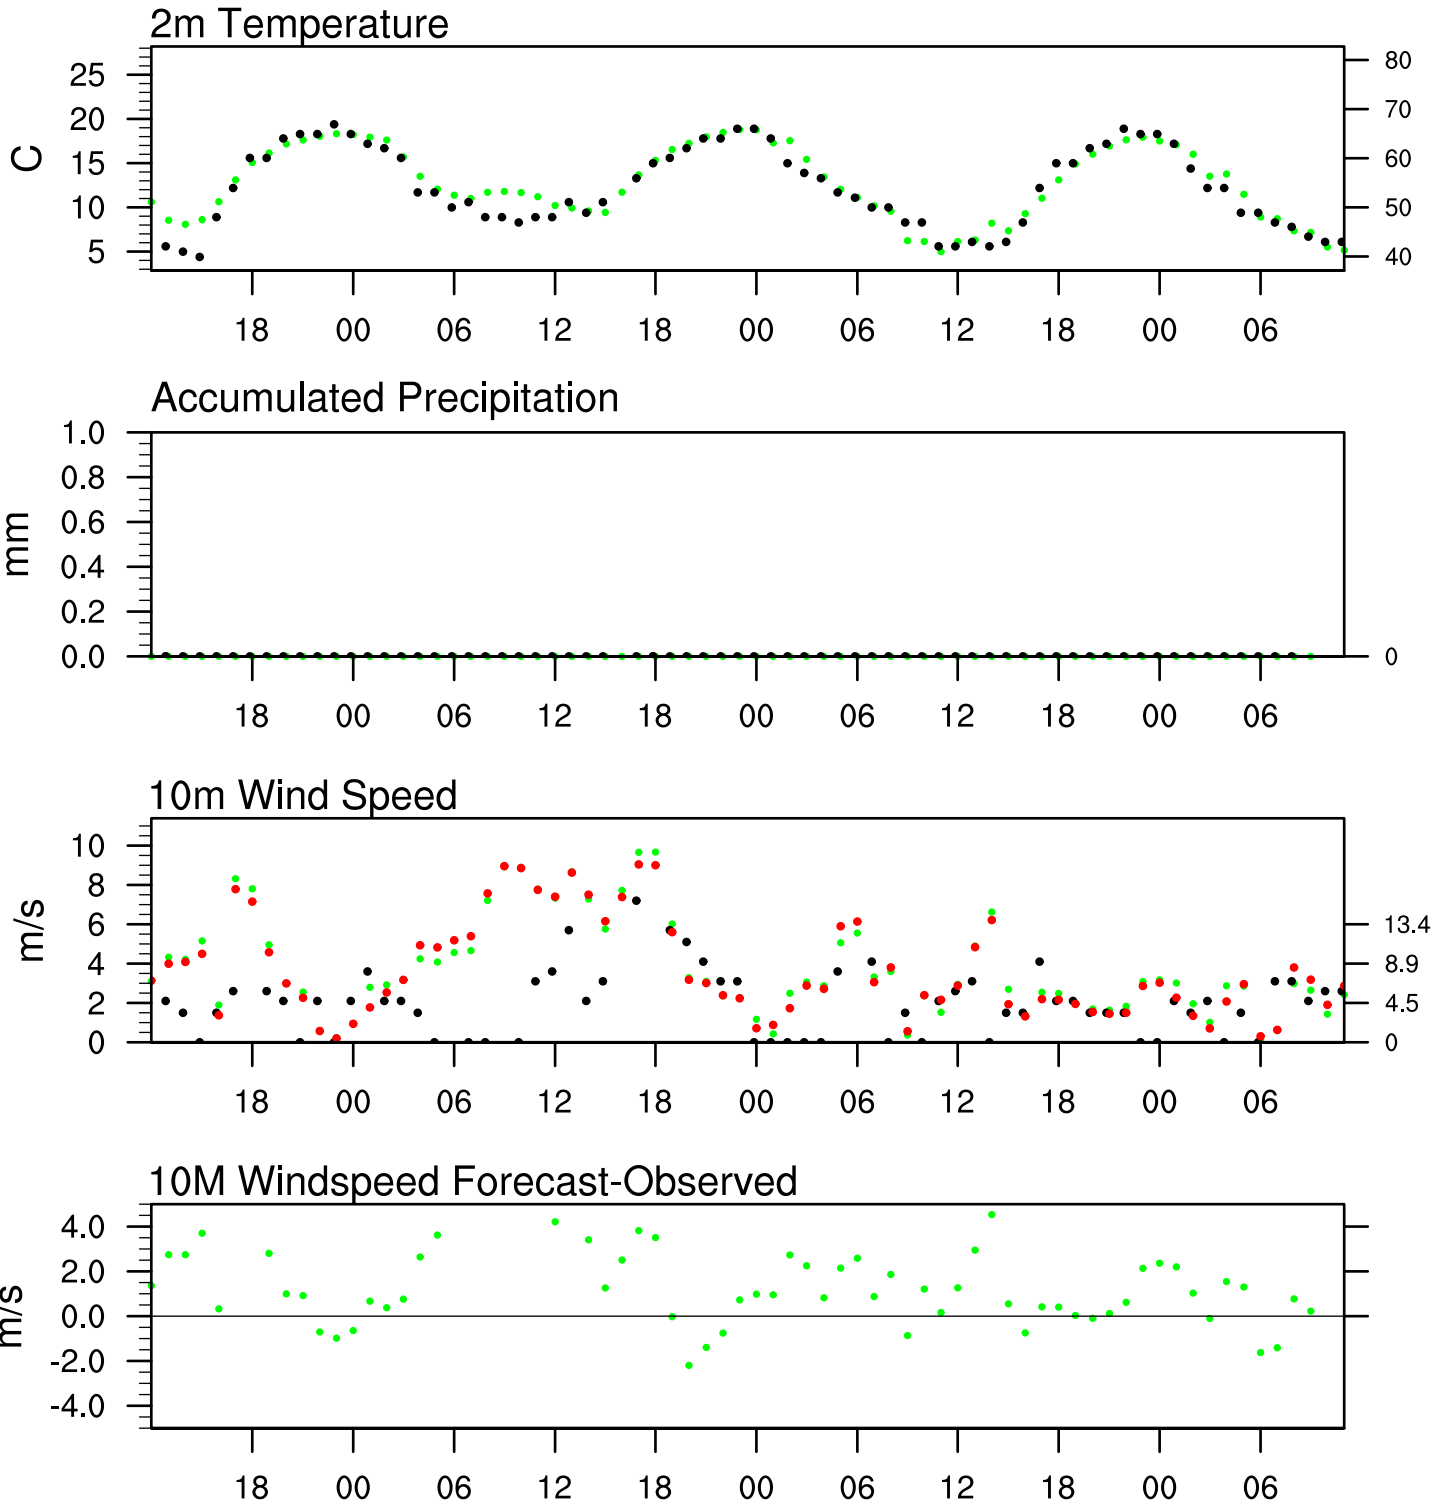 2m Temperature
25
20
15
10
5
C
80
70
60
50
40
18 00 06 12 18 00 06 12 18 00 06
Accumulated Precipitation
1.0
0.8
0.6
0.4
0.2
0.0
mm
0
18 00 06 12 18 00 06 12 18 00 06
10m Wind Speed
10
8
6
4
2
0
m/s
13.4
8.9
4.5
0
18 00 06 12 18 00 06 12 18 00 06
10M Windspeed Forecast-Observed
4.0
2.0
0.0
-2.0
-4.0
m/s
18 00 06 12 18 00 06 12 18 00 06